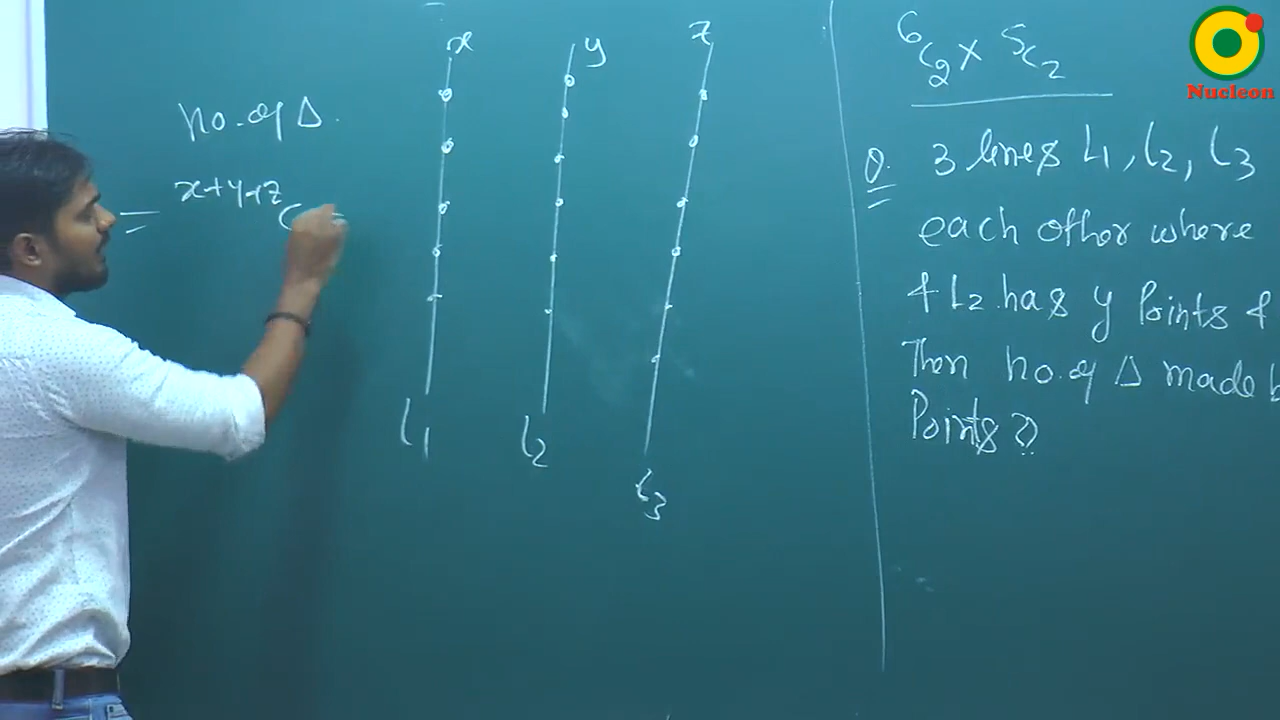 x y z
no. of Δ.
= x+y+z C
L1 L2 L3
6C2 x 5C2
Q. 3 lines L1, L2, L3
each other where
& L2 has y Points &
Then no. of Δ made b
Points?
Nucleon